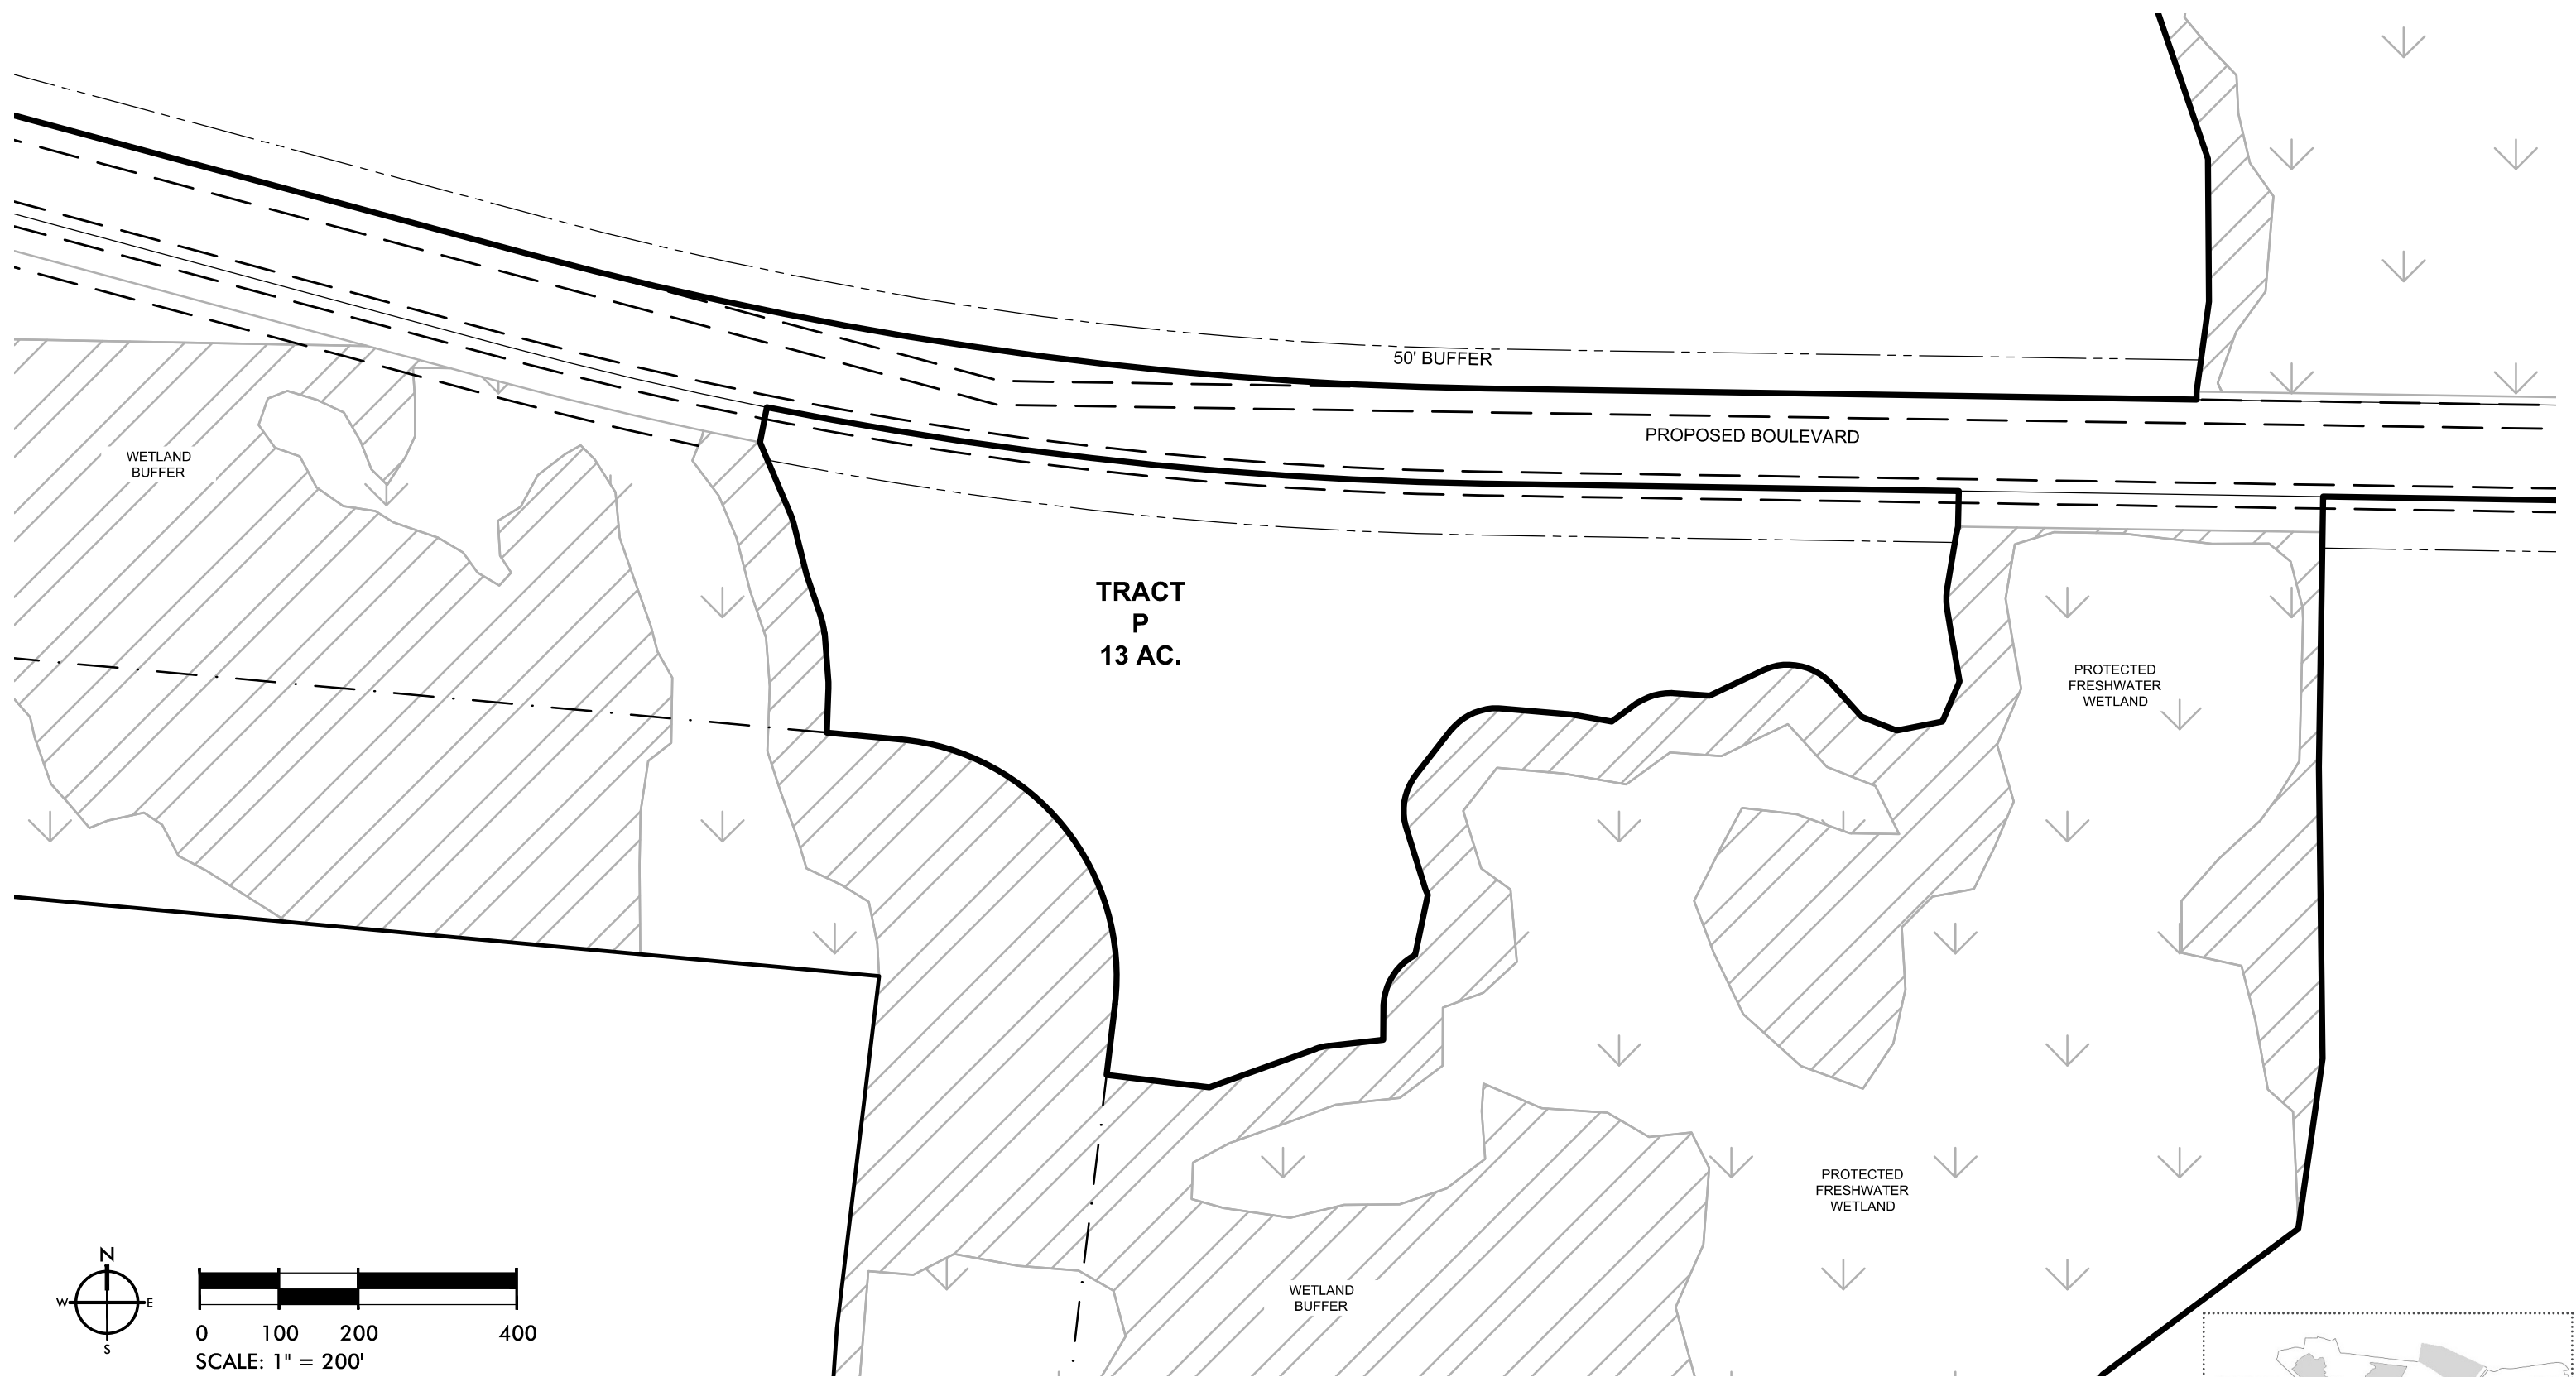 50' BUFFER
PROPOSED BOULEVARD
WETLAND
BUFFER
TRACT
P
13 AC.
PROTECTED
FRESHWATER
WETLAND
PROTECTED
FRESHWATER
WETLAND
WETLAND
BUFFER
N
W E
S
0 100 200 400
SCALE: 1" = 200'